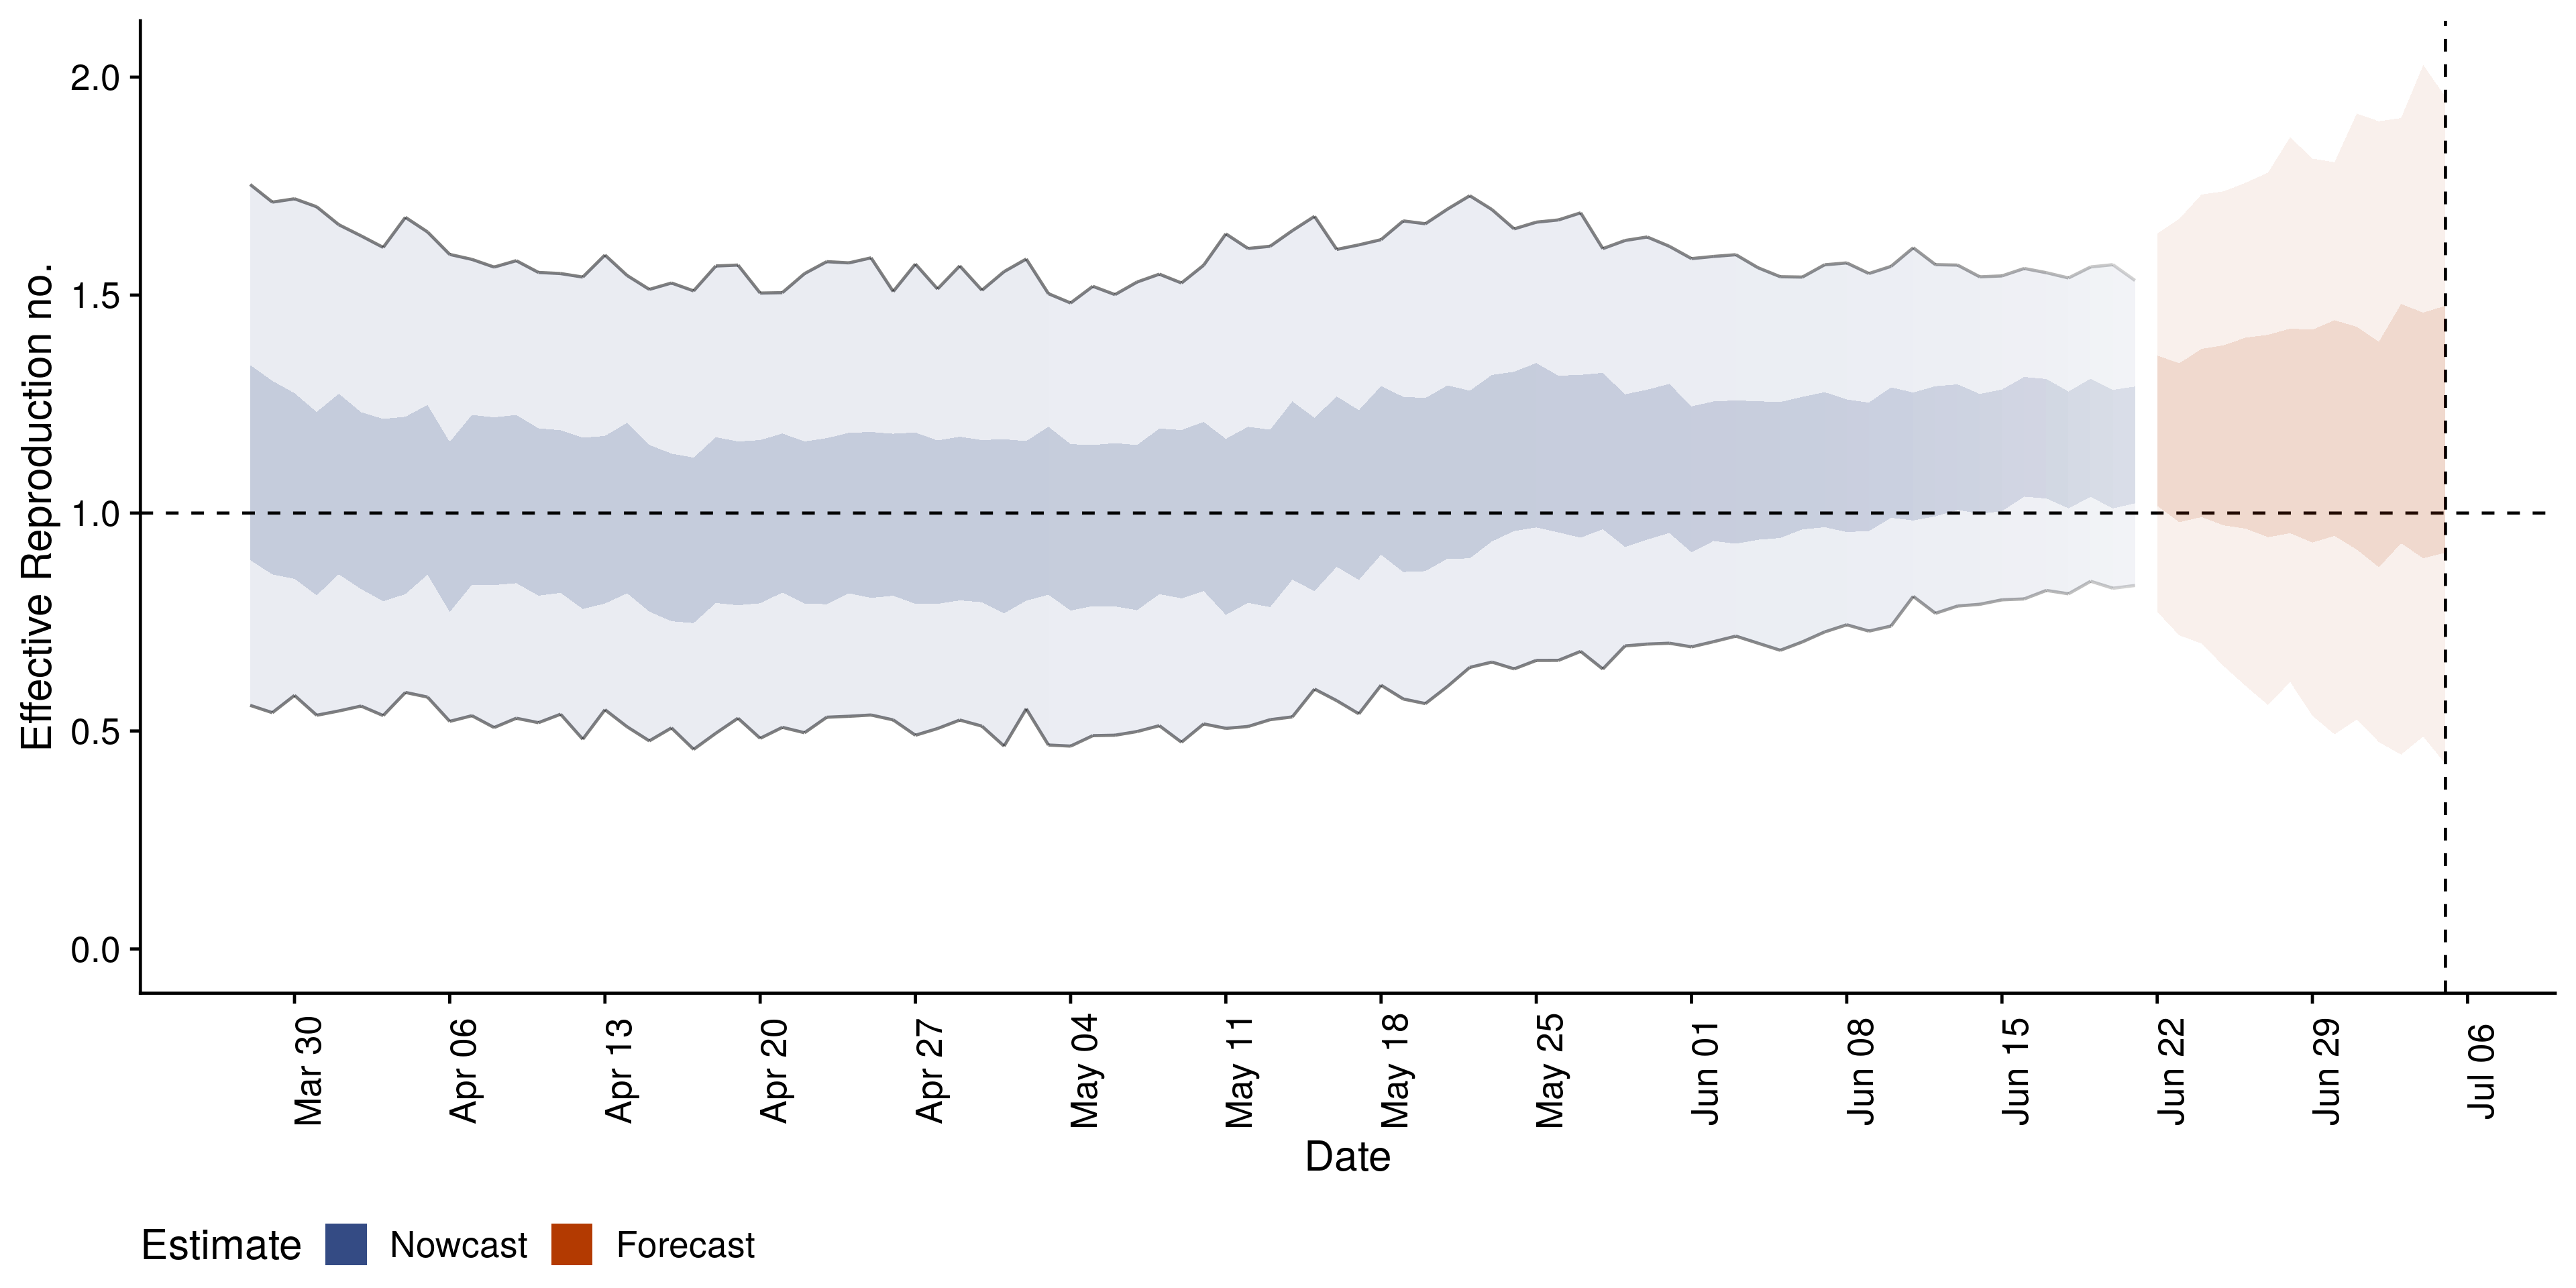 Effective Reproduction no.
2.0
1.5
1.0
0.5
0.0
Mar 30
Apr 06
Apr 13
Apr 20
Apr 27
May 04
May 11
May 18
May 25
Jun 01
Jun 08
Jun 15
Jun 22
Jun 29
Jul 06
Date
Estimate Nowcast Forecast